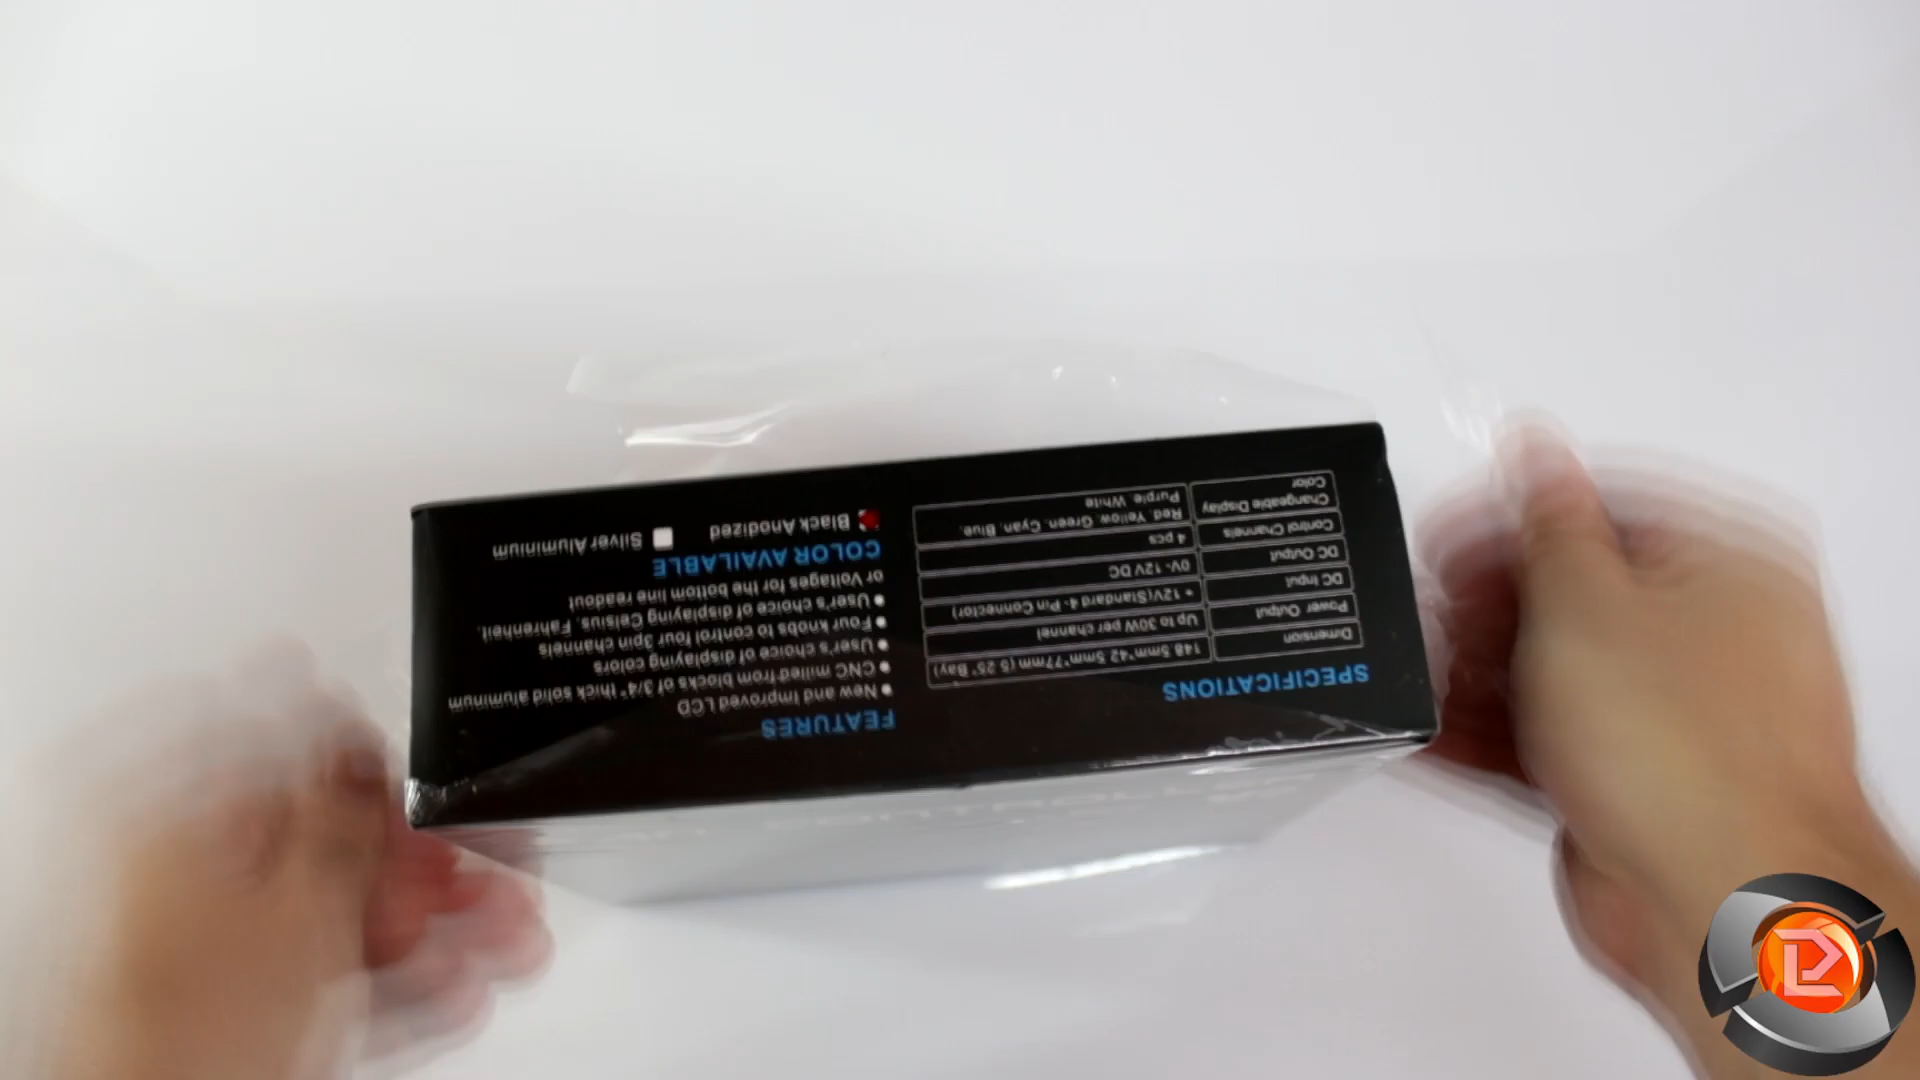 SPECIFICATIONS
Dimension 148.5mm*42.5mm*77mm (5.25" Bay)
Power Output Up to 30W per channel
DC Input + 12V(Standard 4-Pin Connector)
DC Output 0V- 12V DC
Control Channels 4 pcs
Changeable Display Color Red, Yellow, Green, Cyan, Blue,
Purple, White
FEATURES
• New and Improved LCD
• CNC milled from blocks of 3/4" thick solid aluminum
• User's choice of displaying colors
• Four knobs to control four 3pin channels
• User's choice of displaying Celsius, Fahrenheit,
or Voltages for the bottom line readout
COLOR AVAILABLE
Black Anodized Silver Aluminium